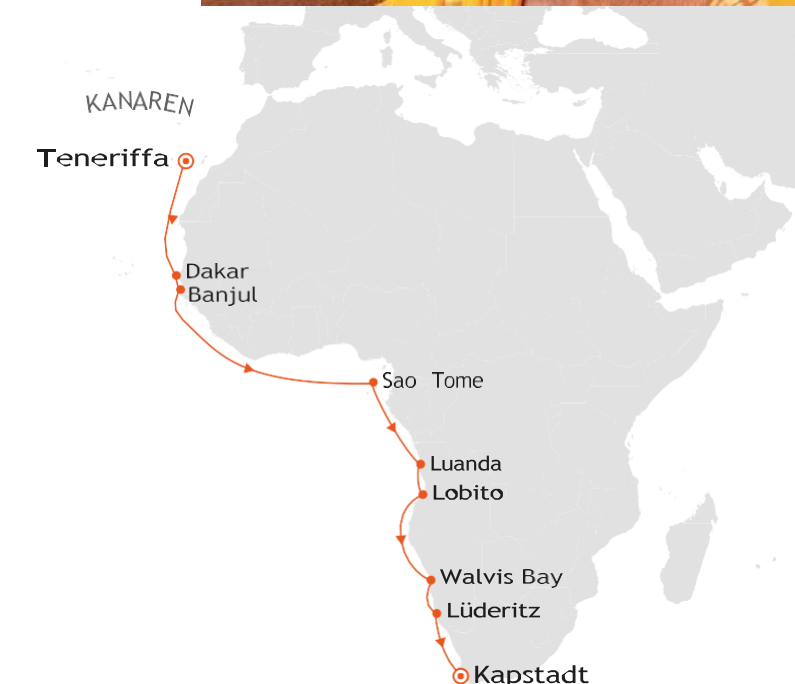 KANAREN
Teneriffa
Dakar
Banjul
Sao Tome
Luanda
Lobito
Walvis Bay
Lüderitz
Kapstadt